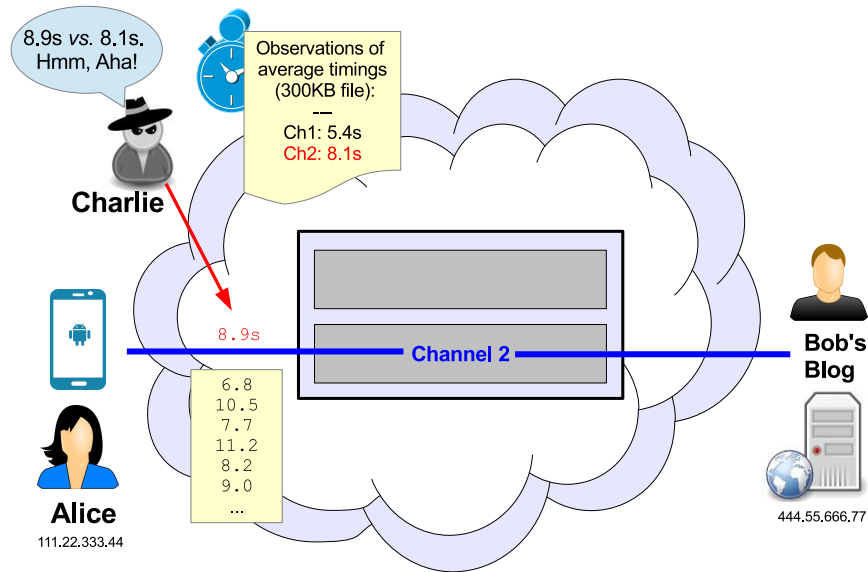 8.9s vs. 8.1s.
Hmm, Aha!
Observations of
average timings
(300KB file):
---
Ch1: 5.4s
Ch2: 8.1s
Charlie
8.9s
Channel 2
Bob's
Blog
6.8
10.5
7.7
11.2
8.2
9.0
...
Alice
111.22.333.44
444.55.666.77